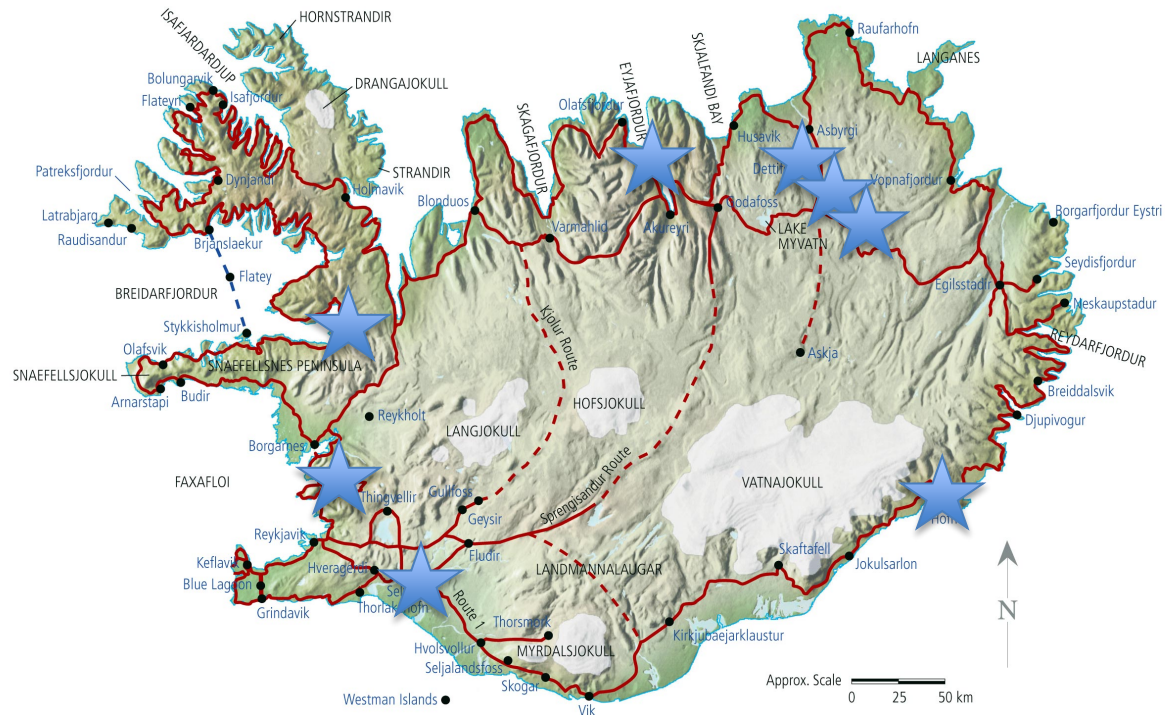 HORNSTRANDIR
ISAFJARDARDJUP
Bolungarvik
Flateyri
Isafjordur
DRANGAJOKULL
Patreksfjordur
Dynjandi
STRANDIR
Holmavik
Latrabjarg
Raudisandur
Brjanslaekur
Flatey
BREIDARFJORDUR
Stykkisholmur
Olafsvik
SNAEFELLSNES PENINSULA
SNAEFELLSJOKULL
Arnarstapi
Budir
Reykholt
Borgarnes
FAXAFLOI
Raufarhofn
LANGANES
SKJALFANDI BAY
EYJAFJORDUR
SKAGAFJORDUR
Olafsfjordur
Husavik
Asbyrgi
Dettif
Vopnafjordur
Blonduos
Varmahlid
Akureyri
Godafoss
LAKE
MYVATN
Borgarfjordur Eystri
Seydisfjordur
Egilsstadir
Neskaupstadur
REYDARFJORDUR
Kjolur Route
Askja
Breiddalsvik
Djupivogur
HOFSJOKULL
LANGJOKULL
VATNAJOKULL
Sprengisandur Route
Thingvellir
Gullfoss
Geysir
Hofn
Reykjavik
Fludir
Skaftafell
Jokulsarlon
Keflavik
Hveragerdi
Sel
LANDMANNALAUGAR
Blue Lagoon
Grindavik
Route 1
Thorsmork
Hvolsvollur
MYRDALSJOKULL
Kirkjubaejarklaustur
Seljalandsfoss
Skogar
Vik
Westman Islands
N
Approx. Scale
0 25 50 km